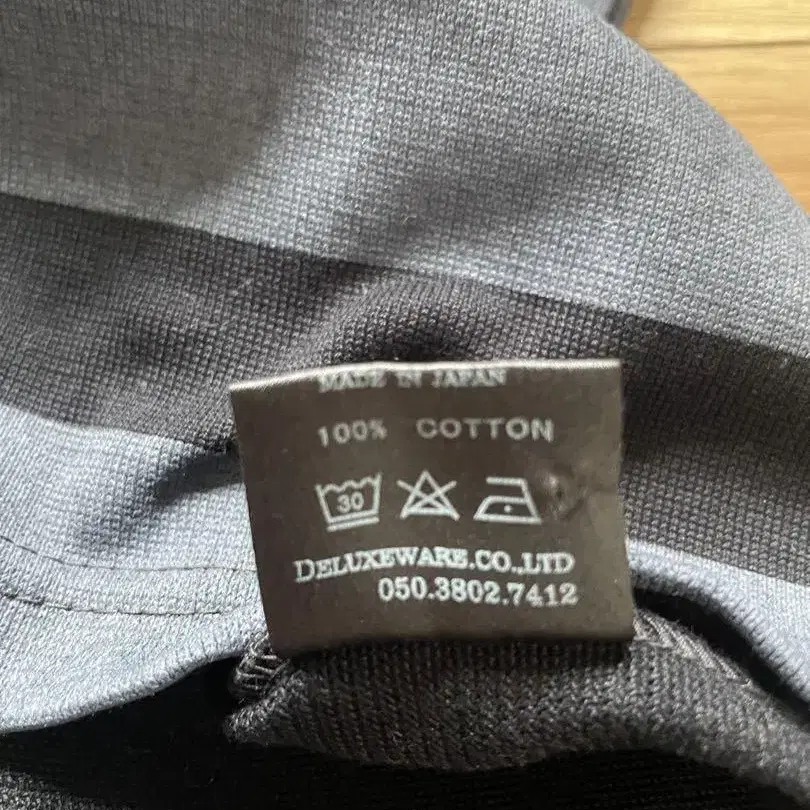 MADE IN JAPAN
100% COTTON
30
DELUXEWARE.CO.,LTD
050.3802.7412